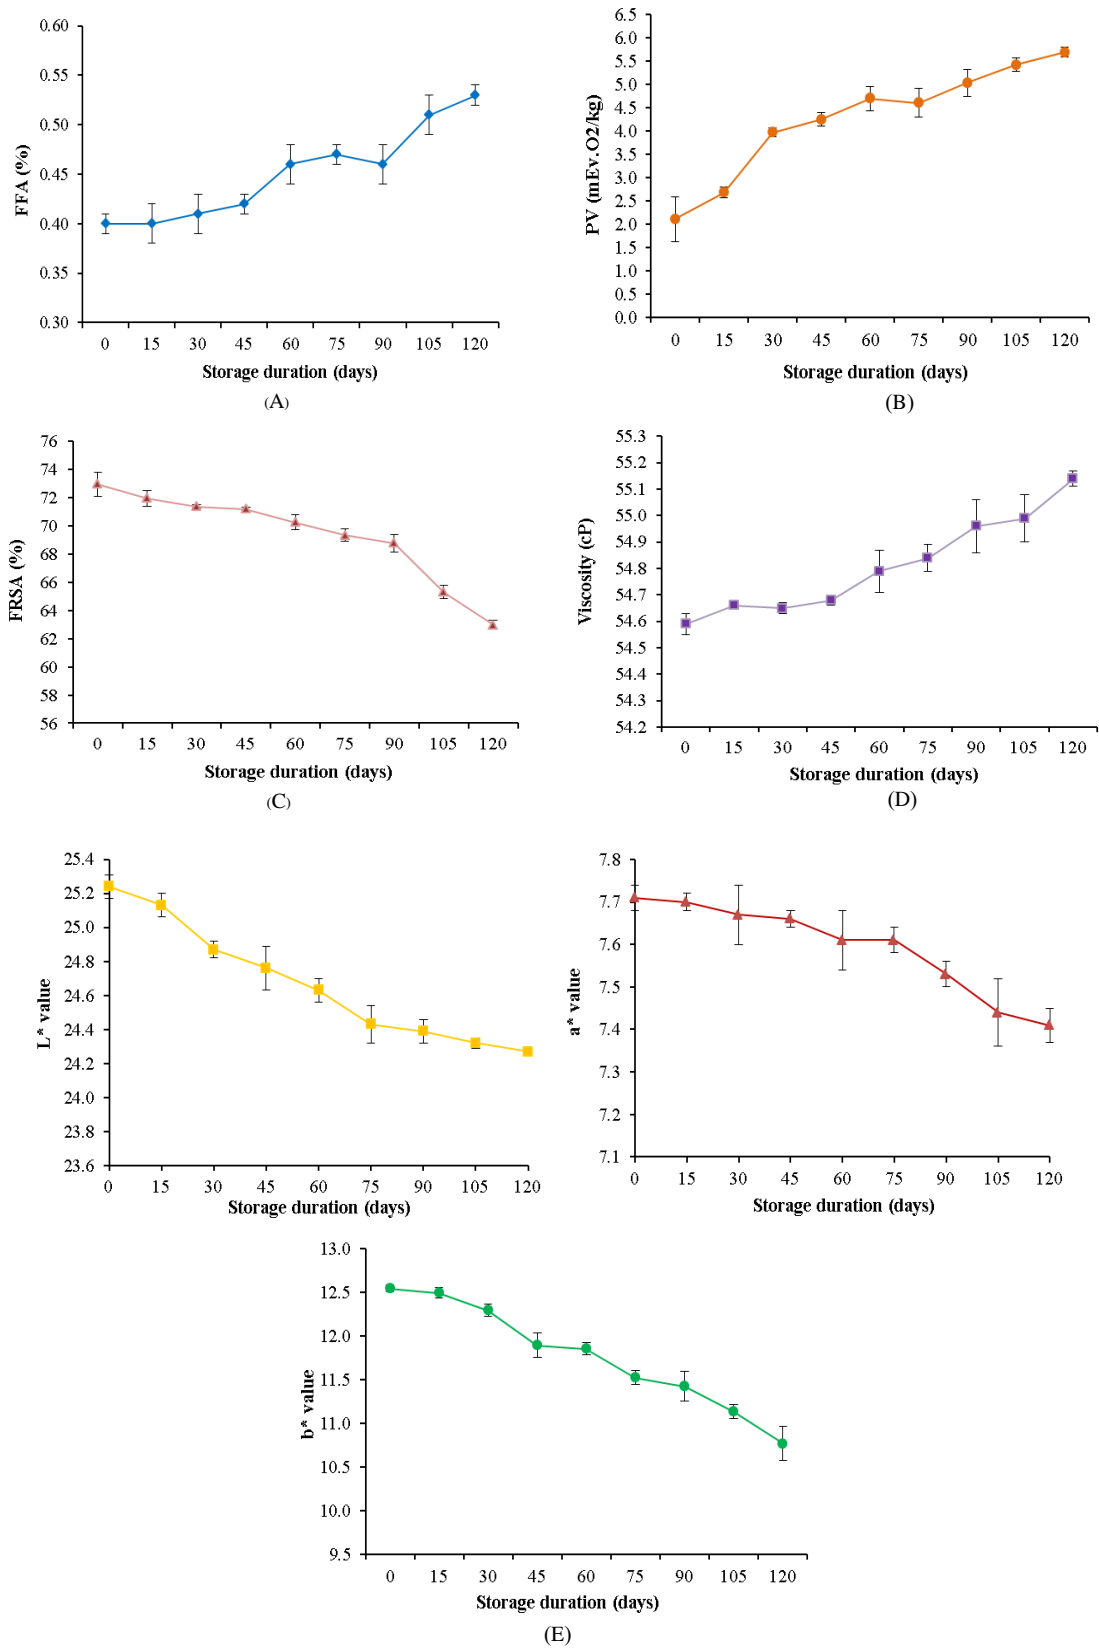 0.60
0.55
0.50
0.45
0.40
0.35
0.30
FFA (%)
0 15 30 45 60 75 90 105 120
Storage duration (days)
(A)
6.5
6.0
5.5
5.0
4.5
4.0
3.5
3.0
2.5
2.0
1.5
1.0
0.5
0.0
PV (mEv.O2/kg)
0 15 30 45 60 75 90 105 120
Storage duration (days)
(B)
76
74
72
70
68
66
64
62
60
58
56
FRSA (%)
0 15 30 45 60 75 90 105 120
Storage duration (days)
(C)
55.3
55.2
55.1
55.0
54.9
54.8
54.7
54.6
54.5
54.4
54.3
54.2
Viscosity (cP)
0 15 30 45 60 75 90 105 120
Storage duration (days)
(D)
25.4
25.2
25.0
24.8
24.6
24.4
24.2
24.0
23.8
23.6
L* value
0 15 30 45 60 75 90 105 120
Storage duration (days)
7.8
7.7
7.6
7.5
7.4
7.3
7.2
7.1
a* value
0 15 30 45 60 75 90 105 120
Storage duration (days)
13.0
12.5
12.0
11.5
11.0
10.5
10.0
9.5
b* value
0 15 30 45 60 75 90 105 120
Storage duration (days)
(E)